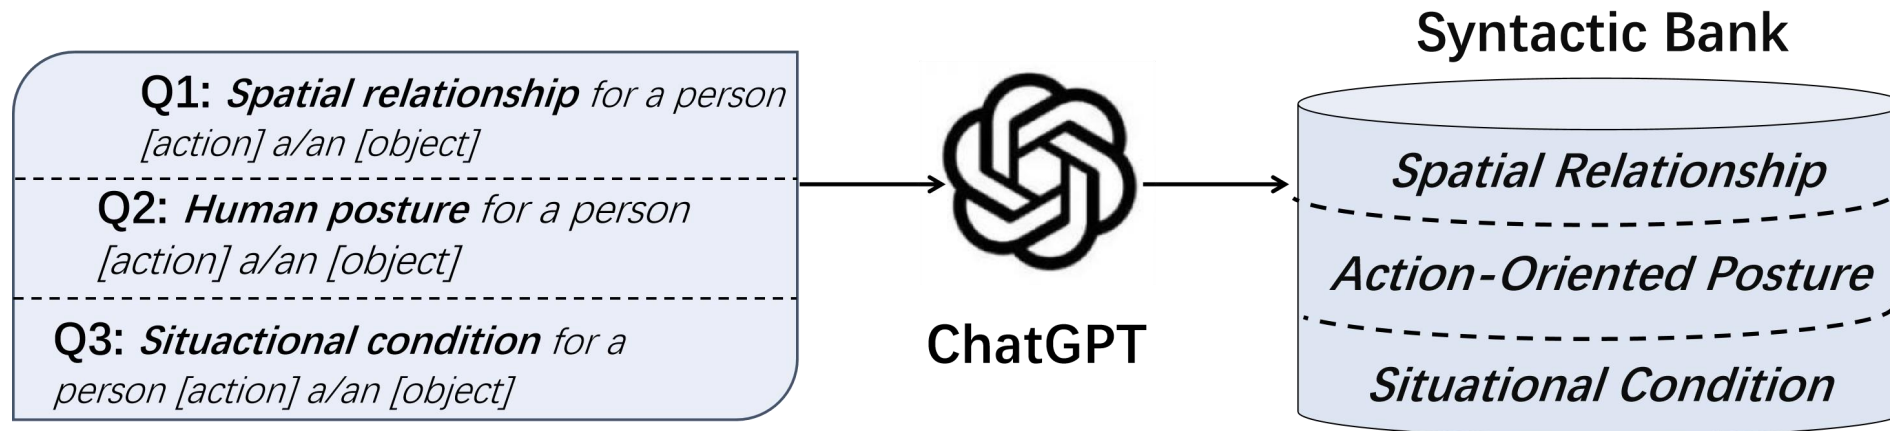 Q1: Spatial relationship for a person
[action] a/an [object]
Q2: Human posture for a person
[action] a/an [object]
Q3: Situactional condition for a
person [action] a/an [object]
ChatGPT
Syntactic Bank
Spatial Relationship
Action-Oriented Posture
Situational Condition